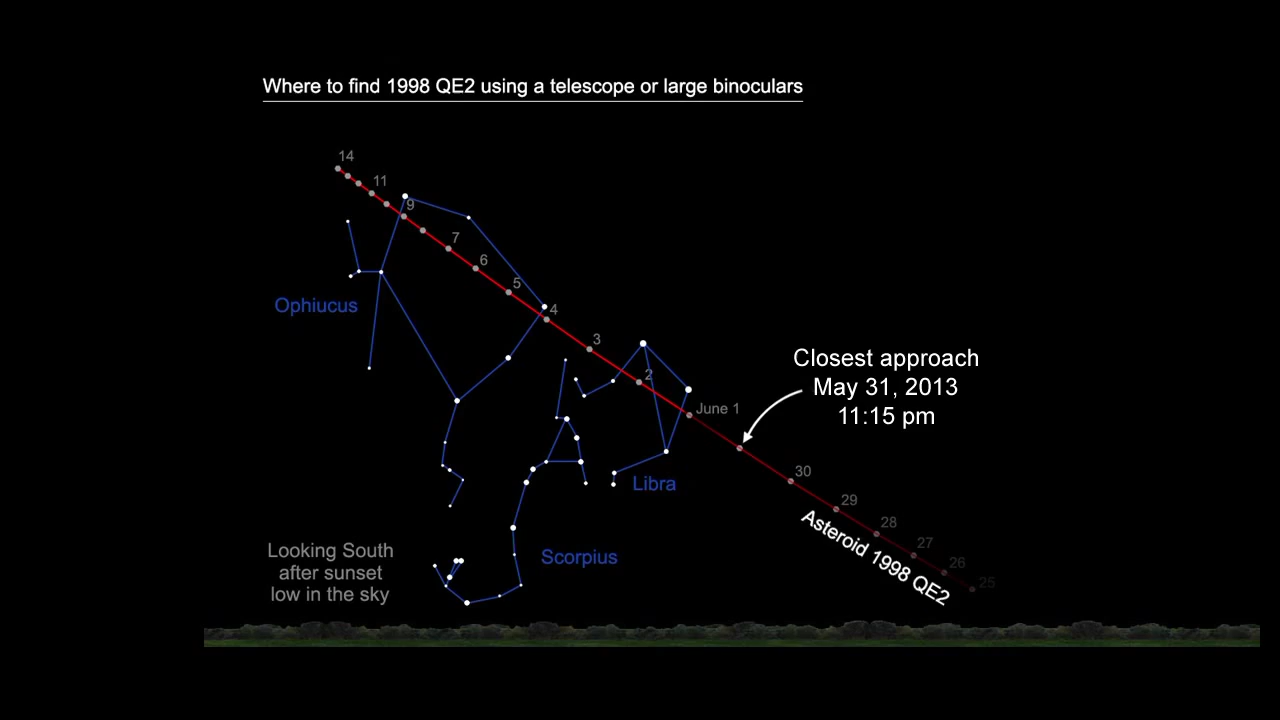 Where to find 1998 QE2 using a telescope or large binoculars
14
11
9
7
6
5
4
3
2
June 1
30
29
28
27
26
25
Closest approach
May 31, 2013
11:15 pm
Asteroid 1998 QE2
Ophiucus
Libra
Scorpius
Looking South
after sunset
low in the sky